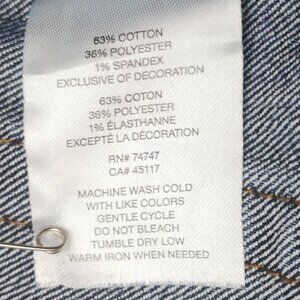 63% COTTON
36% POLYESTER
1% SPANDEX
EXCLUSIVE OF DECORATION
63% COTON
36% POLYESTER
1% ÉLASTHANNE
EXCEPTÉ LA DÉCORATION
RN# 74747
CA# 45117
MACHINE WASH COLD
WITH LIKE COLORS
GENTLE CYCLE
DO NOT BLEACH
TUMBLE DRY LOW
WARM IRON WHEN NEEDED